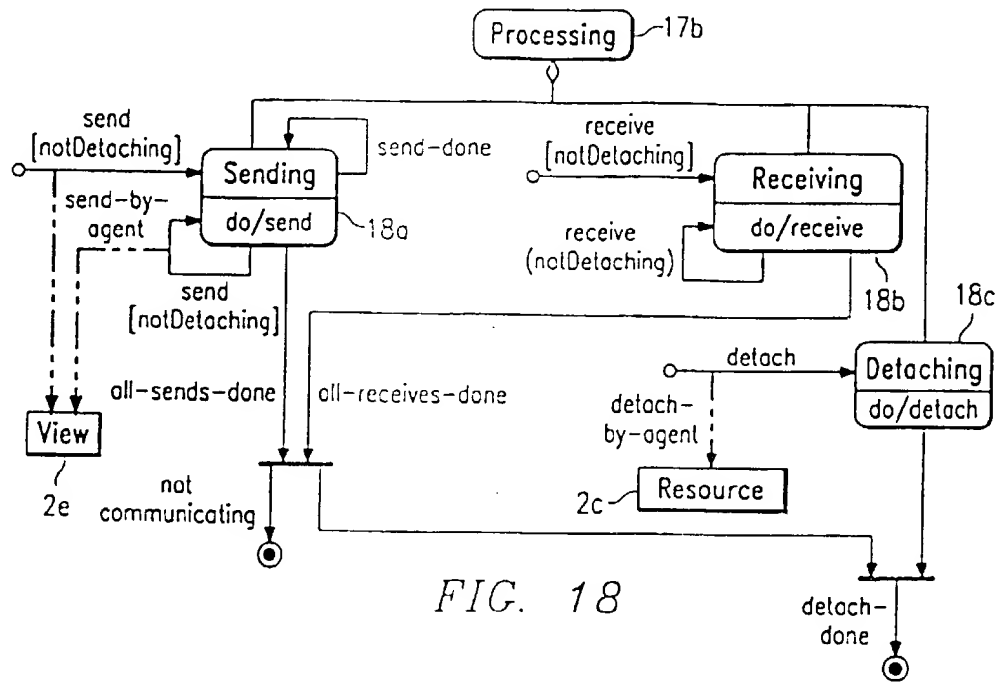 Processing
17b
send
[notDetaching]
send-done
Sending
do/send
18a
send-by-
agent
send
[notDetaching]
receive
[notDetaching]
Receiving
do/receive
receive
(notDetaching)
18b
18c
detach
Detaching
do/detach
detach-
by-agent
all-sends-done
all-receives-done
View
2e
2c
Resource
not
communicating
FIG. 18
detach-
done